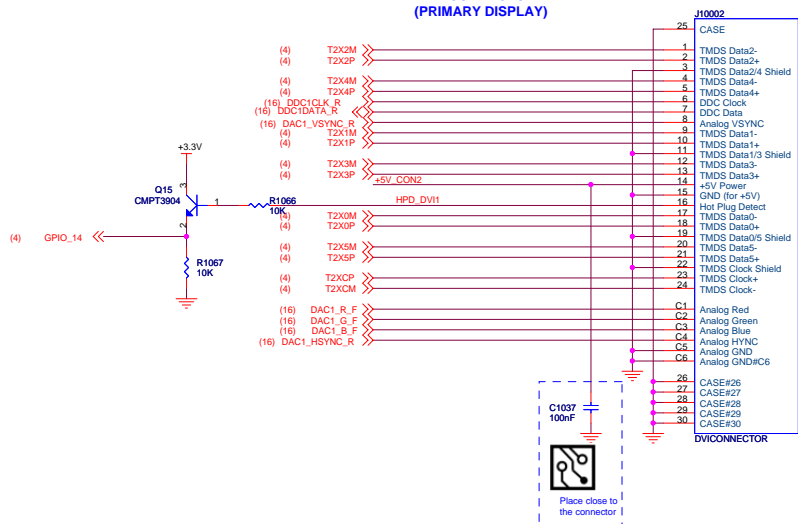 (PRIMARY DISPLAY)
J10002
25 CASE
(4) T2X2M 1 TMDS Data2-
(4) T2X2P 2 TMDS Data2+
3 TMDS Data2/4 Shield
(4) T2X4M 4 TMDS Data4-
(4) T2X4P 5 TMDS Data4+
(16) DDC1CLK_R 6 DDC Clock
(16) DDC1DATA_R 7 DDC Data
(16) DAC1_VSYNC_R 8 Analog VSYNC
(4) T2X1M 9 TMDS Data1-
(4) T2X1P 10 TMDS Data1+
11 TMDS Data1/3 Shield
(4) T2X3M 12 TMDS Data3-
(4) T2X3P 13 TMDS Data3+
+5V_CON2 14 +5V Power
15 GND (for +5V)
HPD_DVI1 16 Hot Plug Detect
(4) T2X0M 17 TMDS Data0-
(4) T2X0P 18 TMDS Data0+
19 TMDS Data0/5 Shield
(4) T2X5M 20 TMDS Data5-
(4) T2X5P 21 TMDS Data5+
22 TMDS Clock Shield
(4) T2XCP 23 TMDS Clock+
(4) T2XCM 24 TMDS Clock-
(16) DAC1_R_F C1 Analog Red
(16) DAC1_G_F C2 Analog Green
(16) DAC1_B_F C3 Analog Blue
(16) DAC1_HSYNC_R C4 Analog HYNC
C5 Analog GND
C6 Analog GND#C6
26 CASE#26
27 CASE#27
28 CASE#28
29 CASE#29
30 CASE#30
DVICONNECTOR
+3.3V
Q15
CMPT3904
3
1
2
R1066
10K
(4) GPIO_14
R1067
10K
C1037
100nF
Place close to
the connector